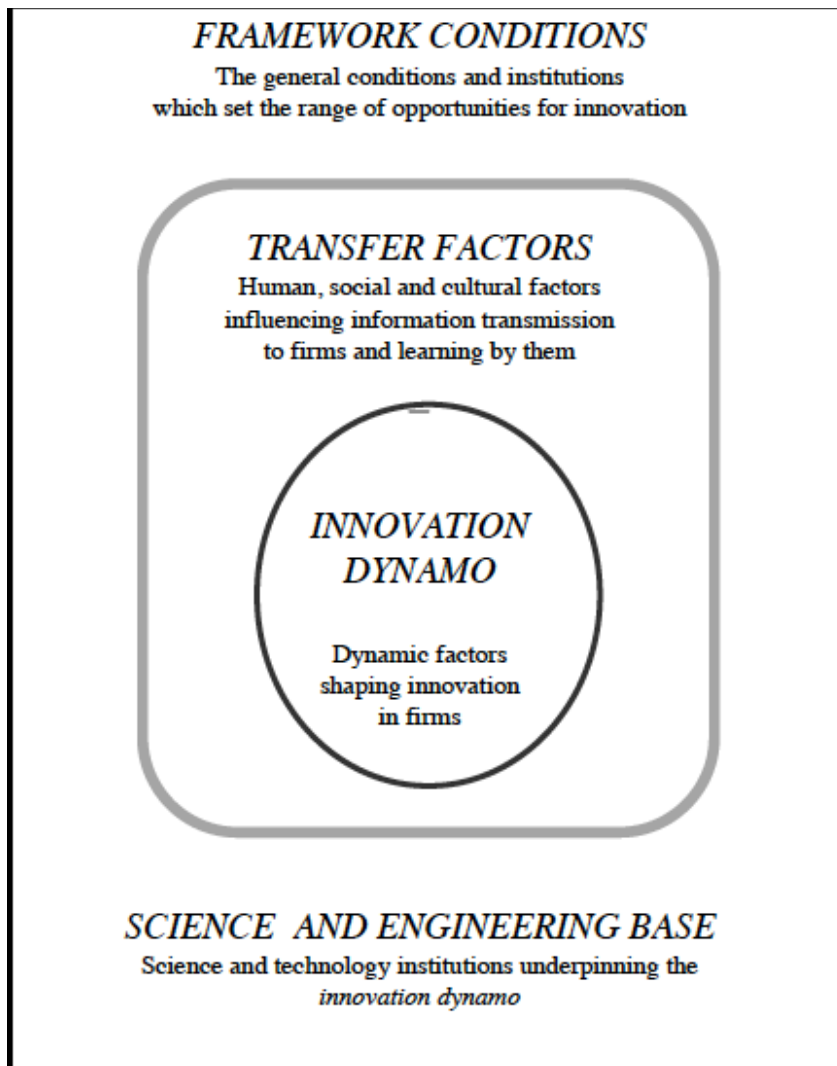 FRAMEWORK CONDITIONS
The general conditions and institutions
which set the range of opportunities for innovation
TRANSFER FACTORS
Human, social and cultural factors
influencing information transmission
to firms and learning by them
INNOVATION
DYNAMO
Dynamic factors
shaping innovation
in firms
SCIENCE AND ENGINEERING BASE
Science and technology institutions underpinning the
innovation dynamo